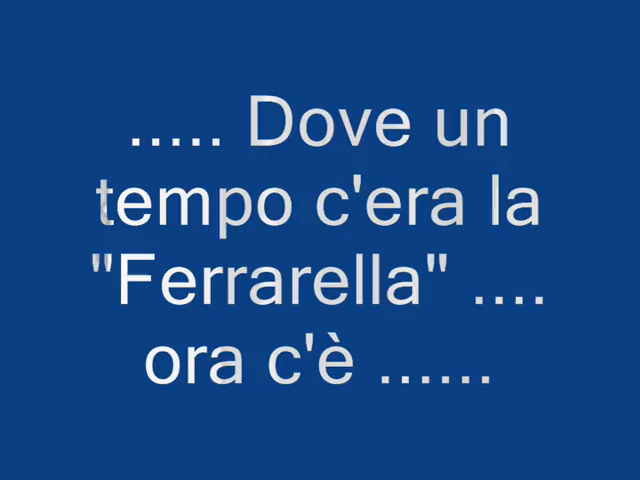 ..... Dove un
tempo c'era la
"Ferrarella" ....
ora c'è ......